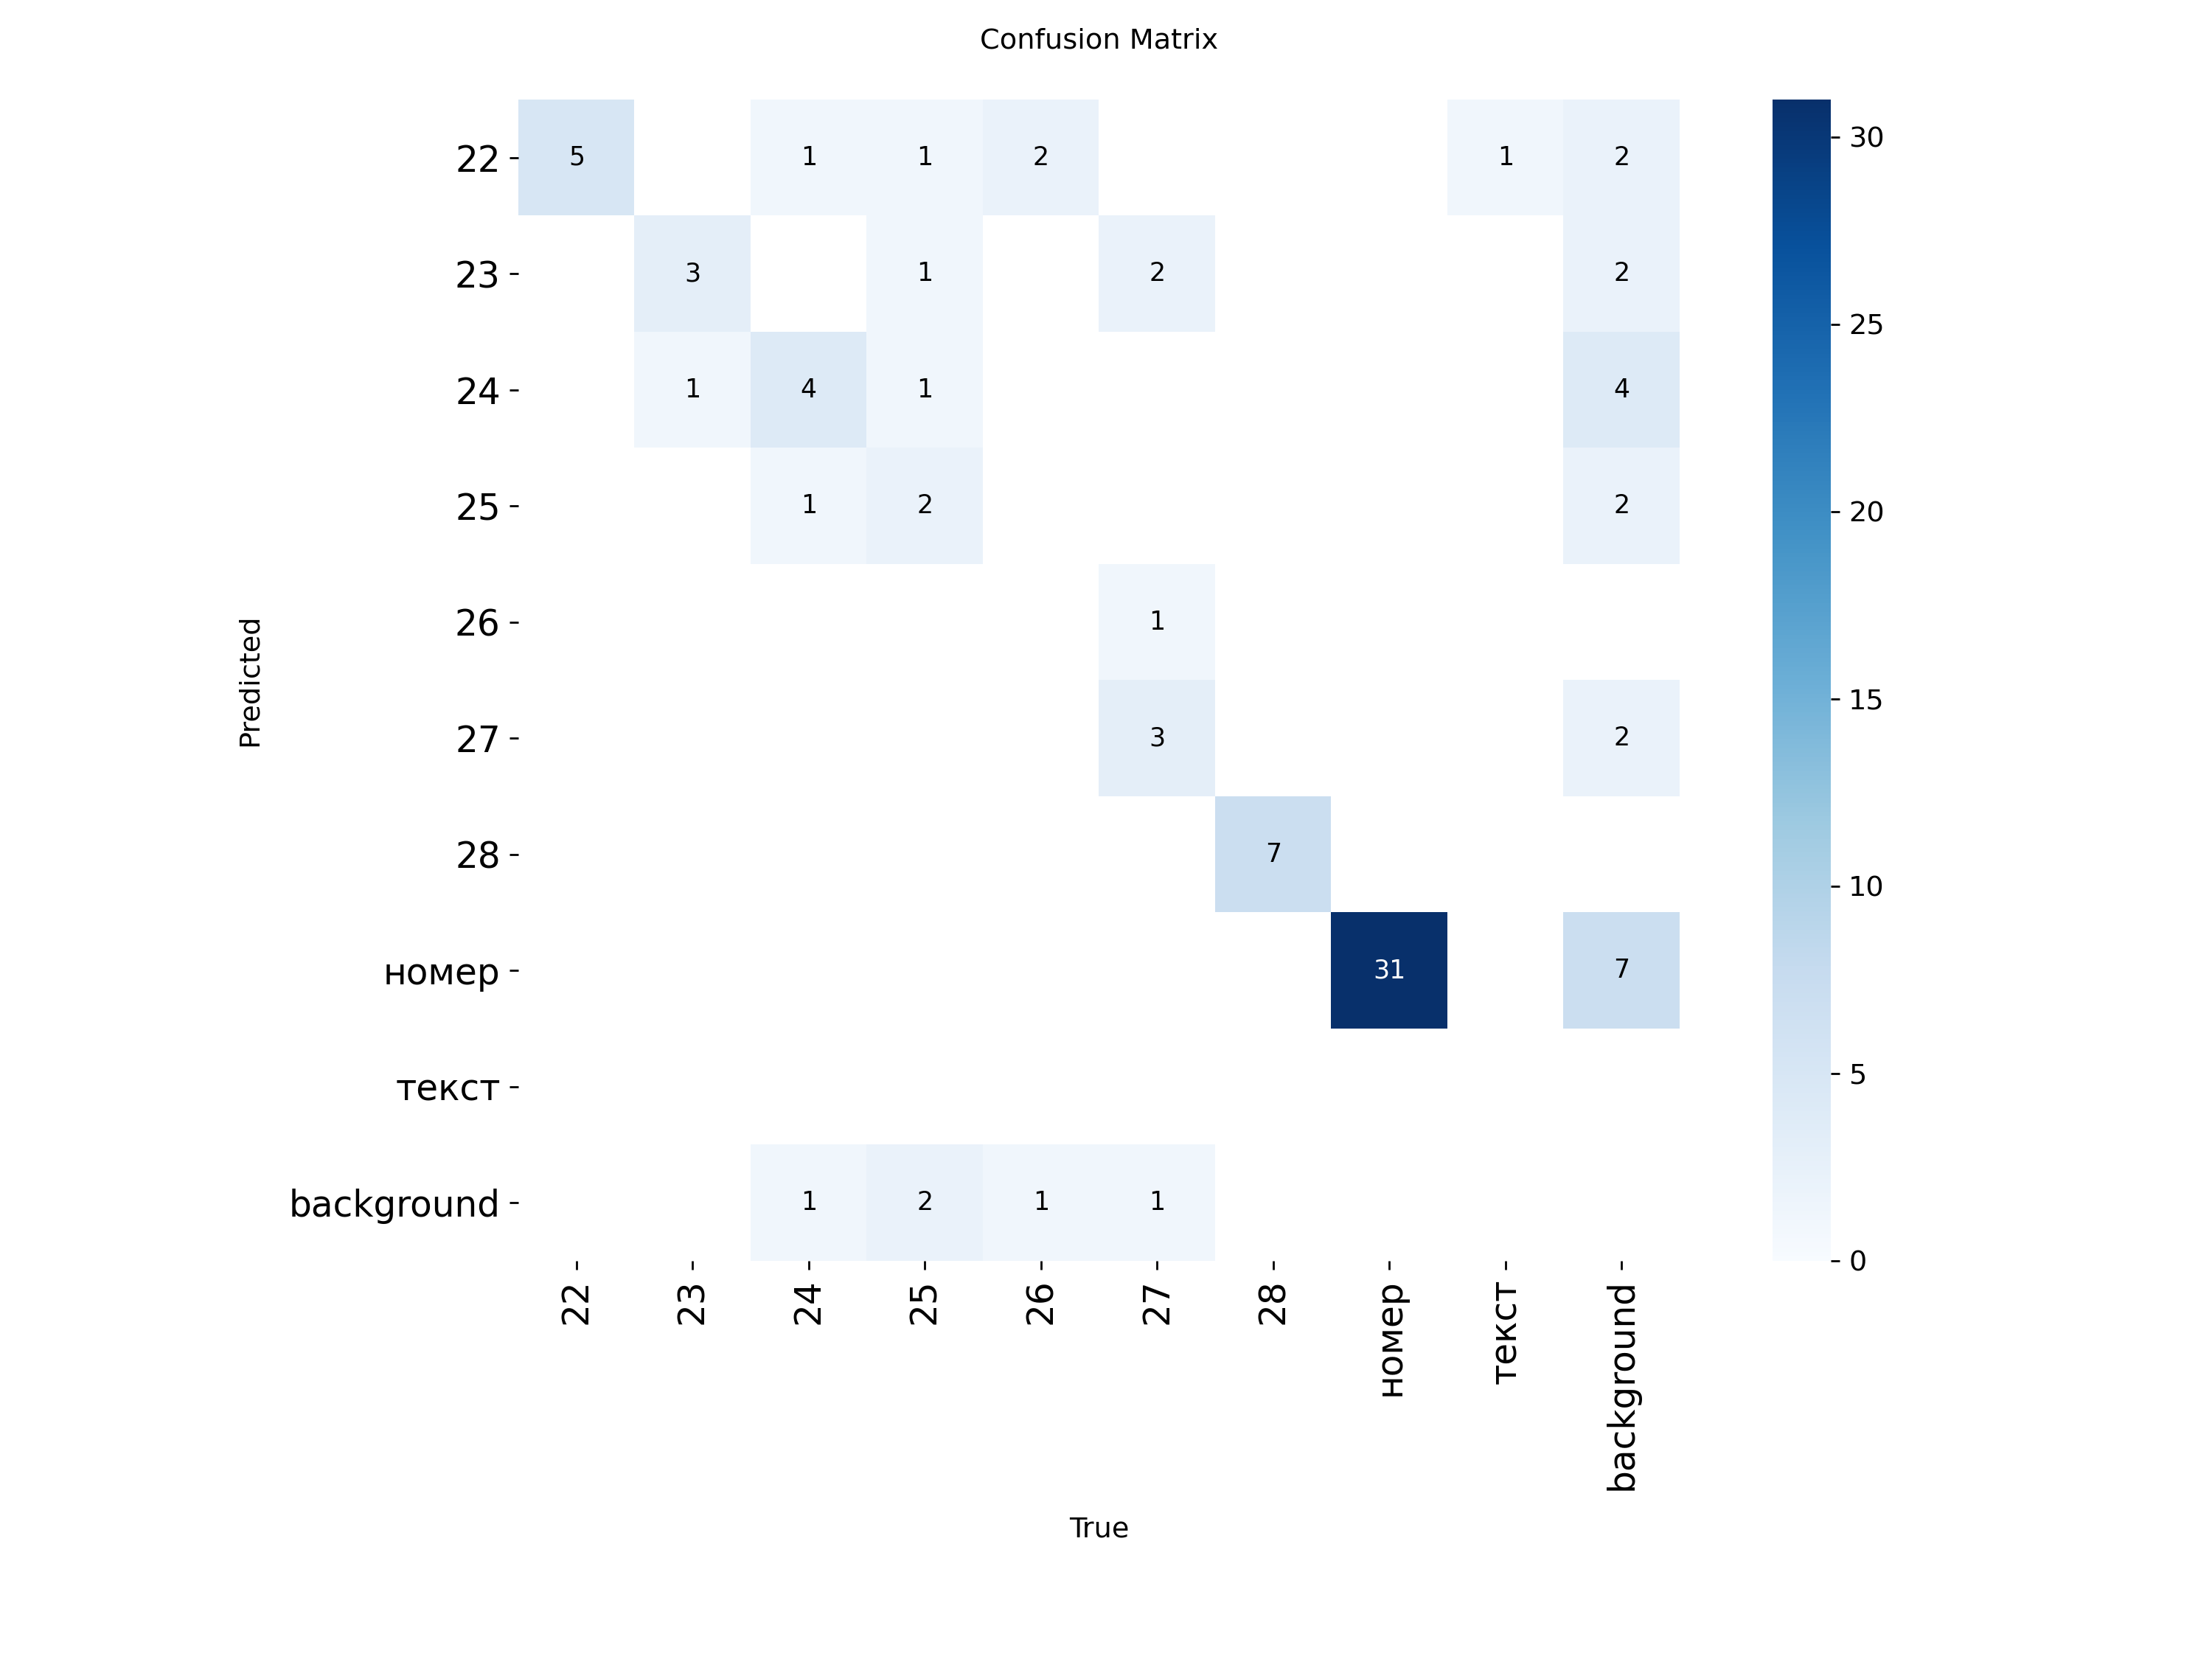 Confusion Matrix
22 5 1 1 2 1 2
23 3 1 2 2
24 1 4 1 4
25 1 2 2
26 1
27 3 2
28 7
номер 31 7
текст
background 1 2 1 1
22 23 24 25 26 27 28 номер текст background
Predicted
True
30
25
20
15
10
5
0